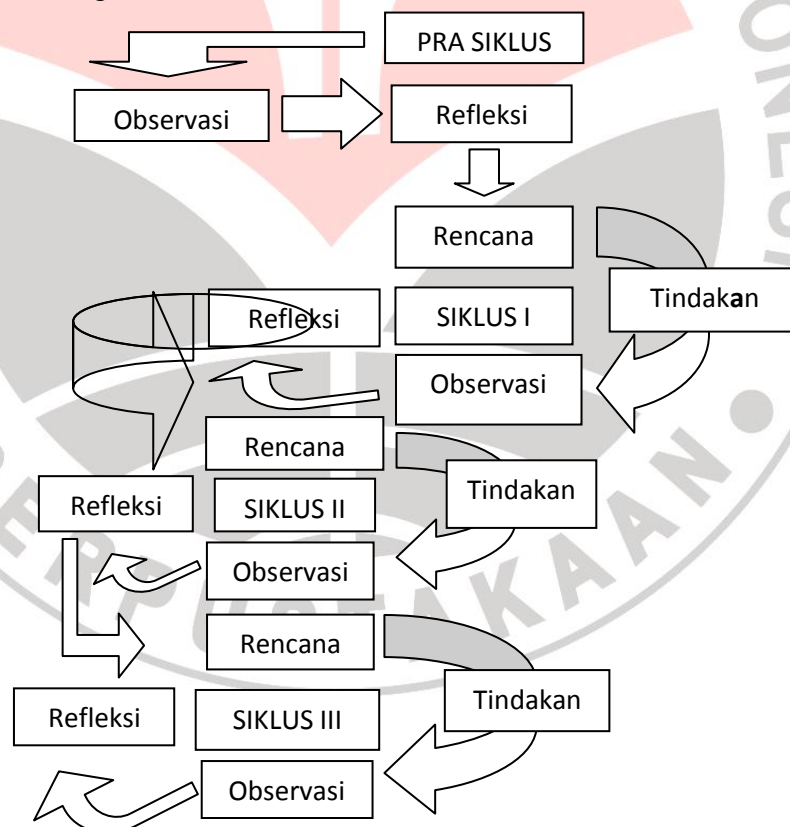 PRA SIKLUS
Observasi
Refleksi
Rencana
Tindakan
Refleksi
SIKLUS I
Observasi
Rencana
Tindakan
Refleksi
SIKLUS II
Observasi
Rencana
Tindakan
Refleksi
SIKLUS III
Observasi